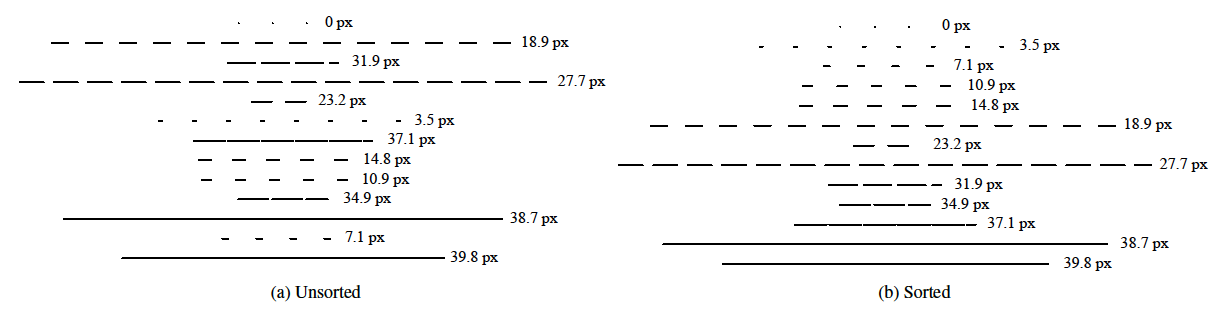 0 px
18.9 px
31.9 px
27.7 px
23.2 px
3.5 px
37.1 px
14.8 px
10.9 px
34.9 px
38.7 px
7.1 px
39.8 px
(a) Unsorted
0 px
3.5 px
7.1 px
10.9 px
14.8 px
18.9 px
23.2 px
27.7 px
31.9 px
34.9 px
37.1 px
38.7 px
39.8 px
(b) Sorted